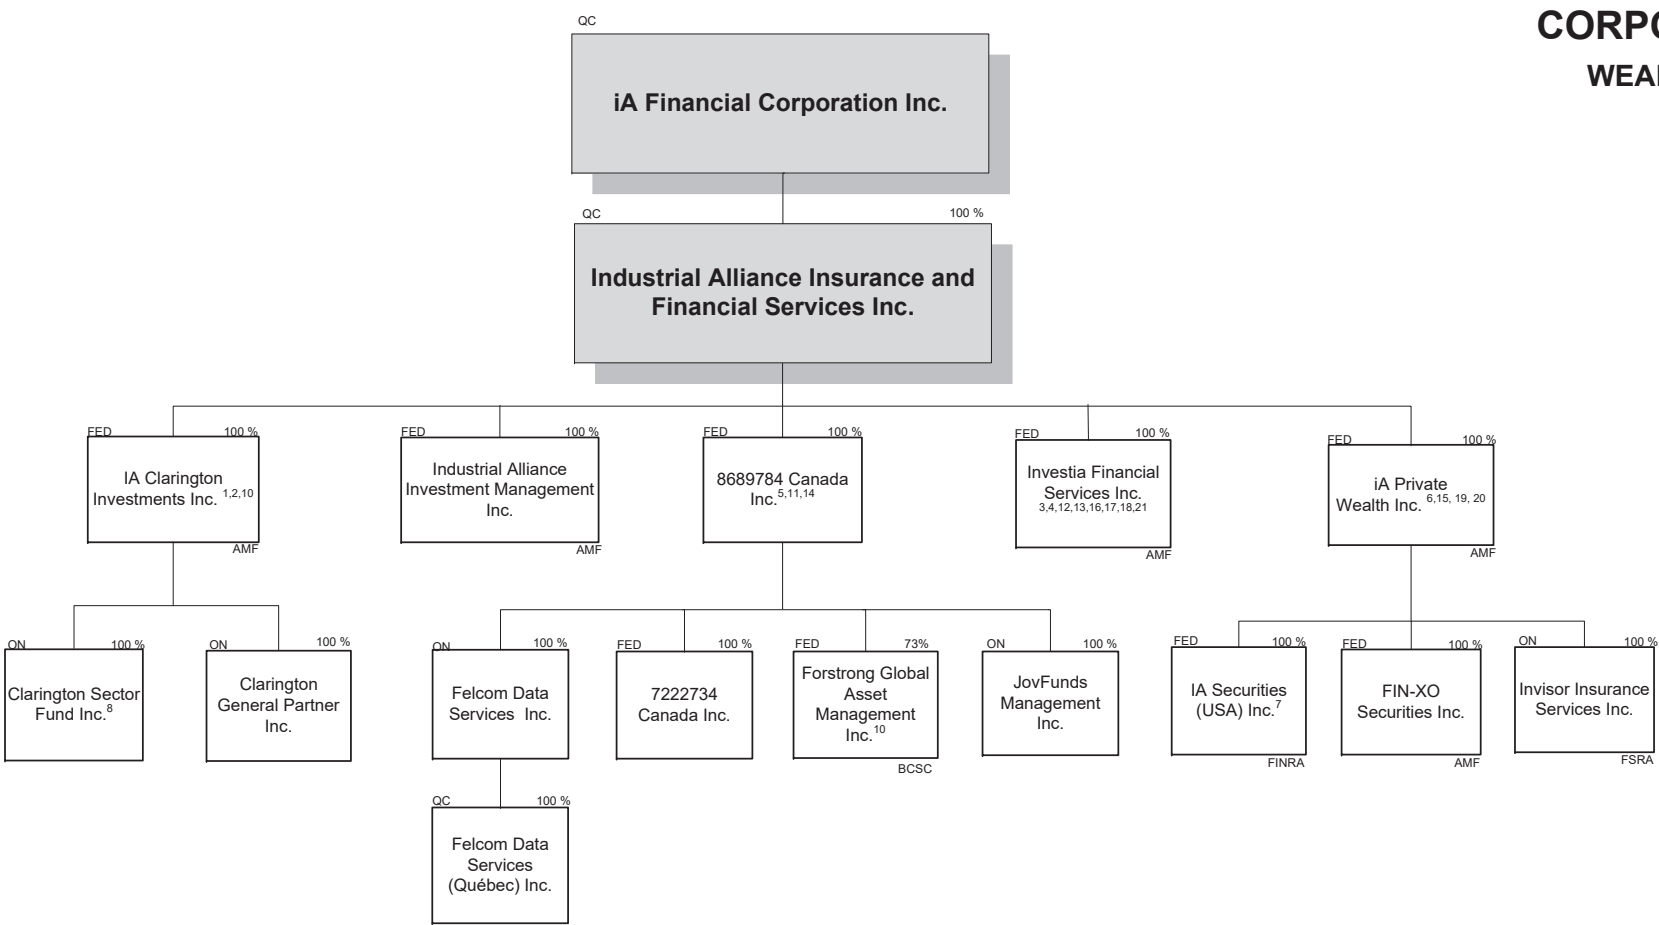 QC
CORPO
WEAL
iA Financial Corporation Inc.
QC 100 %
Industrial Alliance Insurance and
Financial Services Inc.
FED 100 %
IA Clarington
Investments Inc. 1,2,10
AMF
FED 100 %
Industrial Alliance
Investment Management
Inc.
AMF
FED 100 %
8689784 Canada
Inc.5,11,14
FED 100 %
Investia Financial
Services Inc.
3,4,12,13,16,17,18,21
AMF
FED 100 %
iA Private
Wealth Inc. 6,15, 19, 20
AMF
ON 100 %
Clarington Sector
Fund Inc.8
ON 100 %
Clarington
General Partner
Inc.
ON 100 %
Felcom Data
Services Inc.
FED 100 %
7222734
Canada Inc.
FED 73%
Forstrong Global
Asset
Management
Inc.10
BCSC
ON 100 %
JovFunds
Management
Inc.
FED 100 %
IA Securities
(USA) Inc.7
FINRA
FED 100 %
FIN-XO
Securities Inc.
AMF
ON 100 %
Invisor Insurance
Services Inc.
FSRA
QC 100 %
Felcom Data
Services
(Québec) Inc.